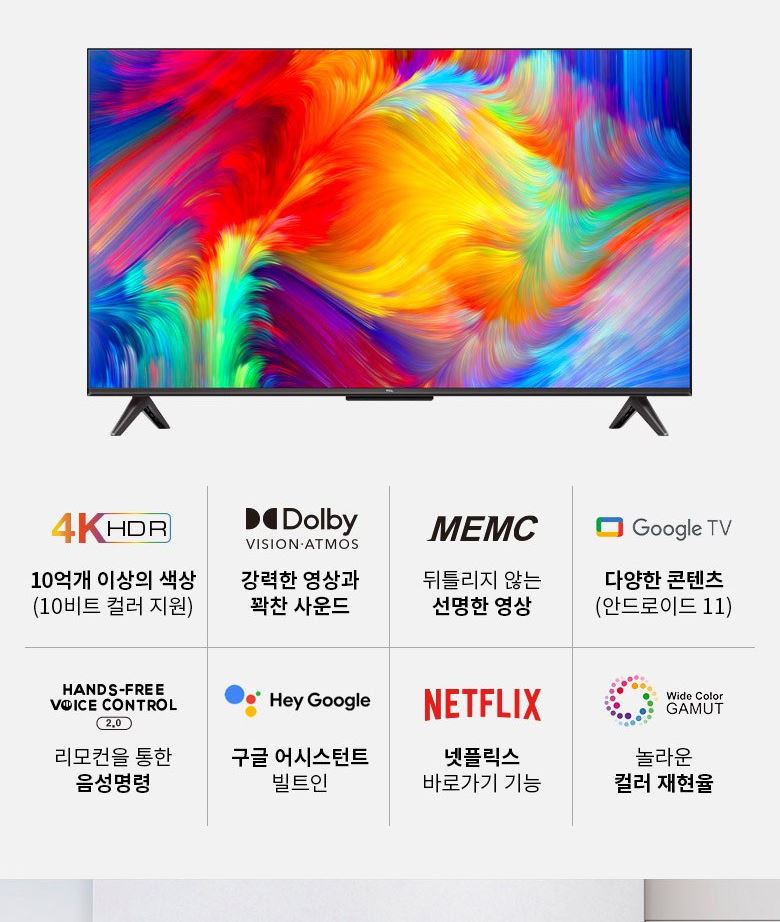 4K HDR
10억개 이상의 색상
(10비트 컬러 지원)
Dolby
VISION·ATMOS
강력한 영상과
꽉찬 사운드
MEMC
뒤틀리지 않는
선명한 영상
Google TV
다양한 콘텐츠
(안드로이드 11)
HANDS-FREE
VOICE CONTROL
2.0
리모컨을 통한
음성명령
Hey Google
구글 어시스턴트
빌트인
NETFLIX
넷플릭스
바로가기 기능
Wide Color
GAMUT
놀라운
컬러 재현율